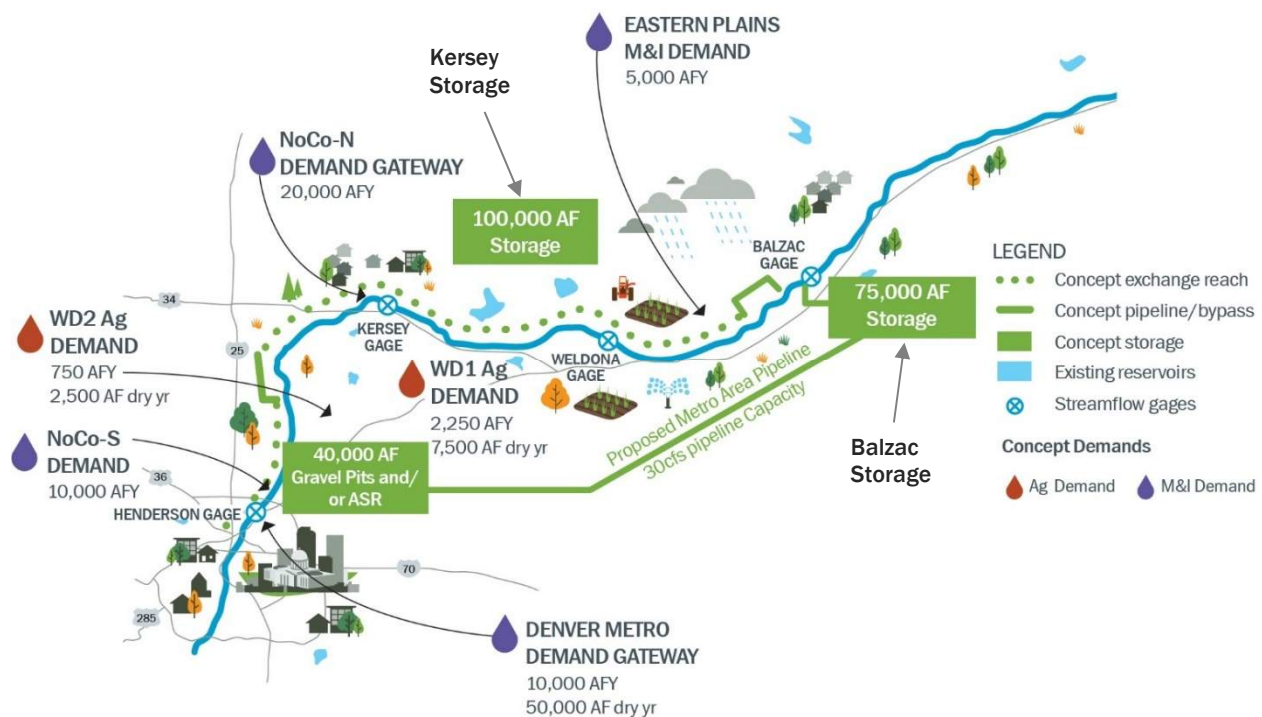 EASTERN PLAINS
M&I DEMAND
5,000 AFY
Kersey
Storage
NoCo-N
DEMAND GATEWAY
20,000 AFY
100,000 AF
Storage
BALZAC
GAGE
LEGEND
Concept exchange reach
Concept pipeline/bypass
Concept storage
Existing reservoirs
Streamflow gages
Concept Demands
Ag Demand
M&I Demand
75,000 AF
Storage
34
KERSEY
GAGE
WELDONA
GAGE
WD2 Ag
DEMAND
750 AFY
2,500 AF dry yr
25
WD1 Ag
DEMAND
2,250 AFY
7,500 AF dry yr
Proposed Metro Area Pipeline
30cfs pipeline Capacity
Balzac
Storage
NoCo-S
DEMAND
10,000 AFY
40,000 AF
Gravel Pits and/
or ASR
36
HENDERSON GAGE
70
285
DENVER METRO
DEMAND GATEWAY
10,000 AFY
50,000 AF dry yr